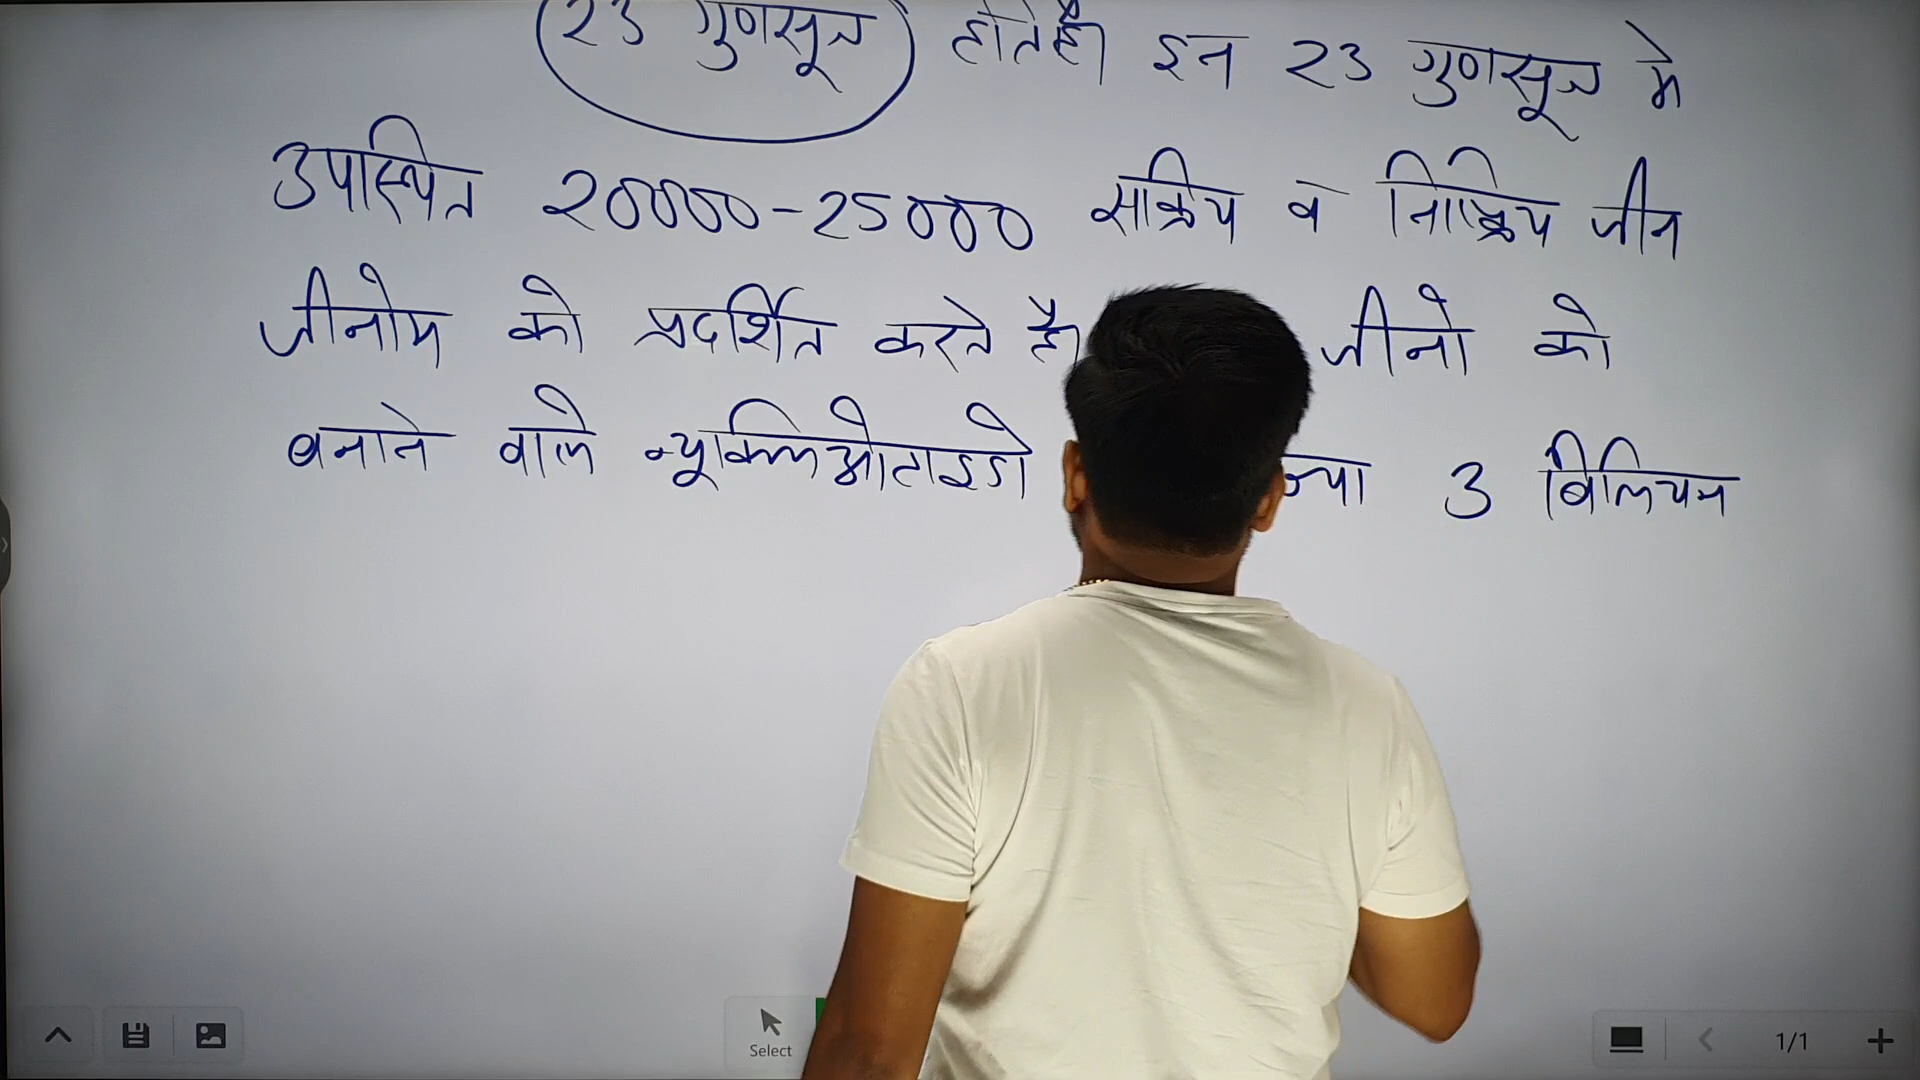 23 गुणसूत्र होते है। इन 23 गुणसूत्र मे
उपस्थित 20000-25000 सक्रिय व निष्क्रिय जीन
जीनोम को प्रदर्शित करते है। जीनो को
बनाने वाले न्यूक्लिओटाइडो 3 बिलियन
Select
1/1